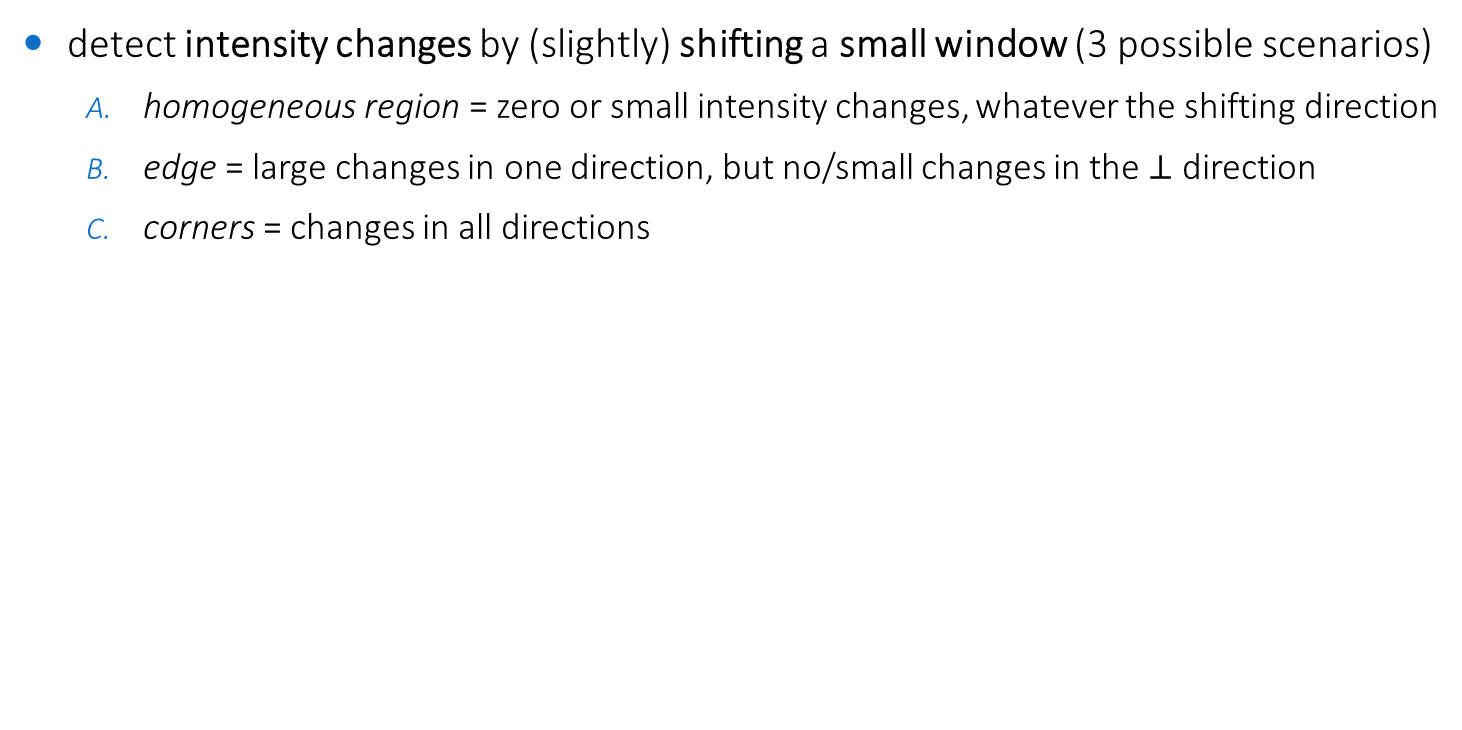 • detect intensity changes by (slightly) shifting a small window (3 possible scenarios)
A. homogeneous region = zero or small intensity changes, whatever the shifting direction
B. edge = large changes in one direction, but no/small changes in the ⊥ direction
C. corners = changes in all directions